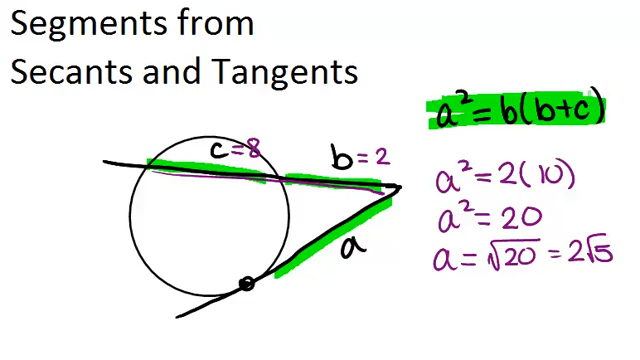 Segments from
Secants and Tangents
a² = b(b+c)
c = 8
b = 2
a
a² = 2(10)
a² = 20
a = √20 = 2√5